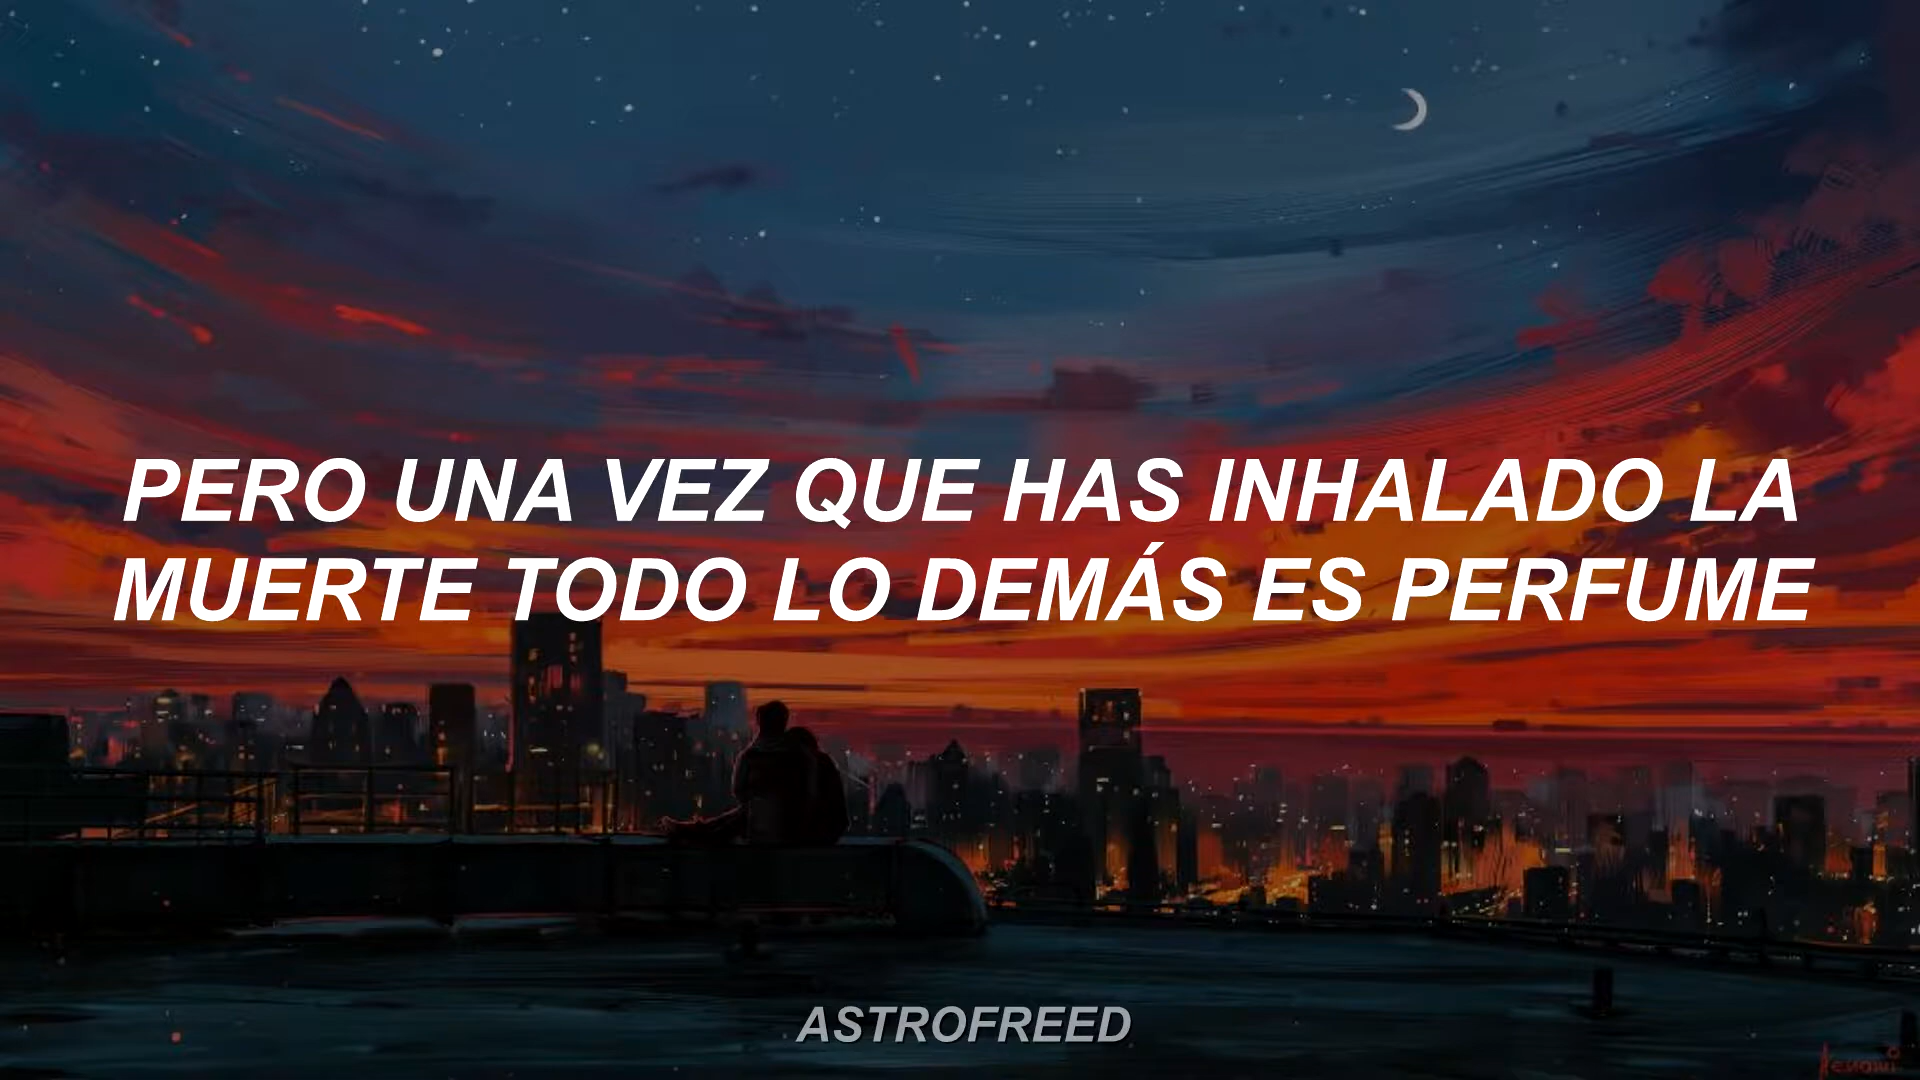 PERO UNA VEZ QUE HAS INHALADO LA
MUERTE TODO LO DEMÁS ES PERFUME
ASTROFREED